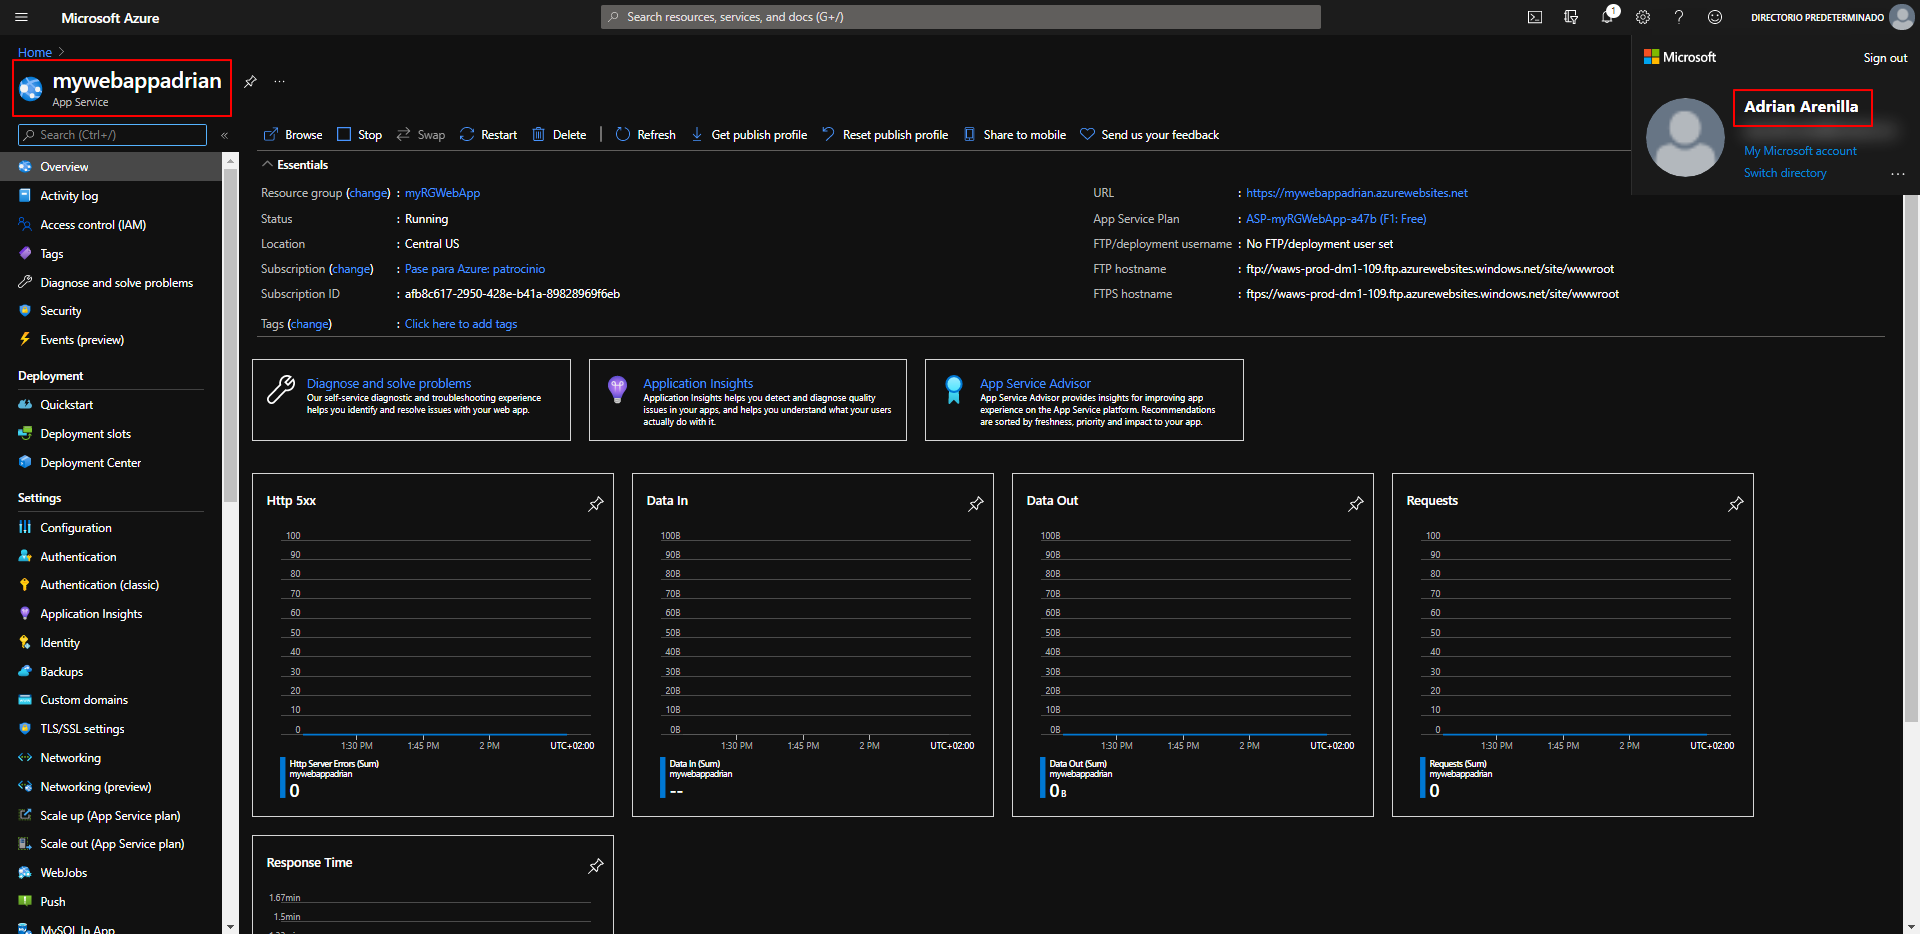 Microsoft Azure
Search resources, services, and docs (G+/)
1
DIRECTORIO PREDETERMINADO
Home
mywebappadrian
App Service
Microsoft
Sign out
Adrian Arenilla
My Microsoft account
Switch directory
Search (Ctrl+/)
Browse
Stop
Swap
Restart
Delete
Refresh
Get publish profile
Reset publish profile
Share to mobile
Send us your feedback
Overview
Activity log
Access control (IAM)
Tags
Diagnose and solve problems
Security
Events (preview)
Deployment
Quickstart
Deployment slots
Deployment Center
Settings
Configuration
Authentication
Authentication (classic)
Application Insights
Identity
Backups
Custom domains
TLS/SSL settings
Networking
Networking (preview)
Scale up (App Service plan)
Scale out (App Service plan)
WebJobs
Push
MySQL In App
Essentials
Resource group (change) : myRGWebApp
Status : Running
Location : Central US
Subscription (change) : Pase para Azure: patrocinio
Subscription ID : afb8c617-2950-428e-b41a-89828969f6eb
Tags (change) : Click here to add tags
URL : https://mywebappadrian.azurewebsites.net
App Service Plan : ASP-myRGWebApp-a47b (F1: Free)
FTP/deployment username : No FTP/deployment user set
FTP hostname : ftp://waws-prod-dm1-109.ftp.azurewebsites.windows.net/site/wwwroot
FTPS hostname : ftps://waws-prod-dm1-109.ftp.azurewebsites.windows.net/site/wwwroot
Diagnose and solve problems
Our self-service diagnostic and troubleshooting experience
helps you identify and resolve issues with your web app.
Application Insights
Application Insights helps you detect and diagnose quality
issues in your apps, and helps you understand what your users
actually do with it.
App Service Advisor
App Service Advisor provides insights for improving app
experience on the App Service platform. Recommendations
are sorted by freshness, priority and impact to your app.
Http 5xx
100
90
80
70
60
50
40
30
20
10
0
1:30 PM 1:45 PM 2 PM UTC+02:00
Http Server Errors (Sum)
mywebappadrian
0
Data In
100B
90B
80B
70B
60B
50B
40B
30B
20B
10B
0B
1:30 PM 1:45 PM 2 PM UTC+02:00
Data In (Sum)
mywebappadrian
--
Data Out
100B
90B
80B
70B
60B
50B
40B
30B
20B
10B
0B
1:30 PM 1:45 PM 2 PM UTC+02:00
Data Out (Sum)
mywebappadrian
0 B
Requests
100
90
80
70
60
50
40
30
20
10
0
1:30 PM 1:45 PM 2 PM UTC+02:00
Requests (Sum)
mywebappadrian
0
Response Time
1.67min
1.5min